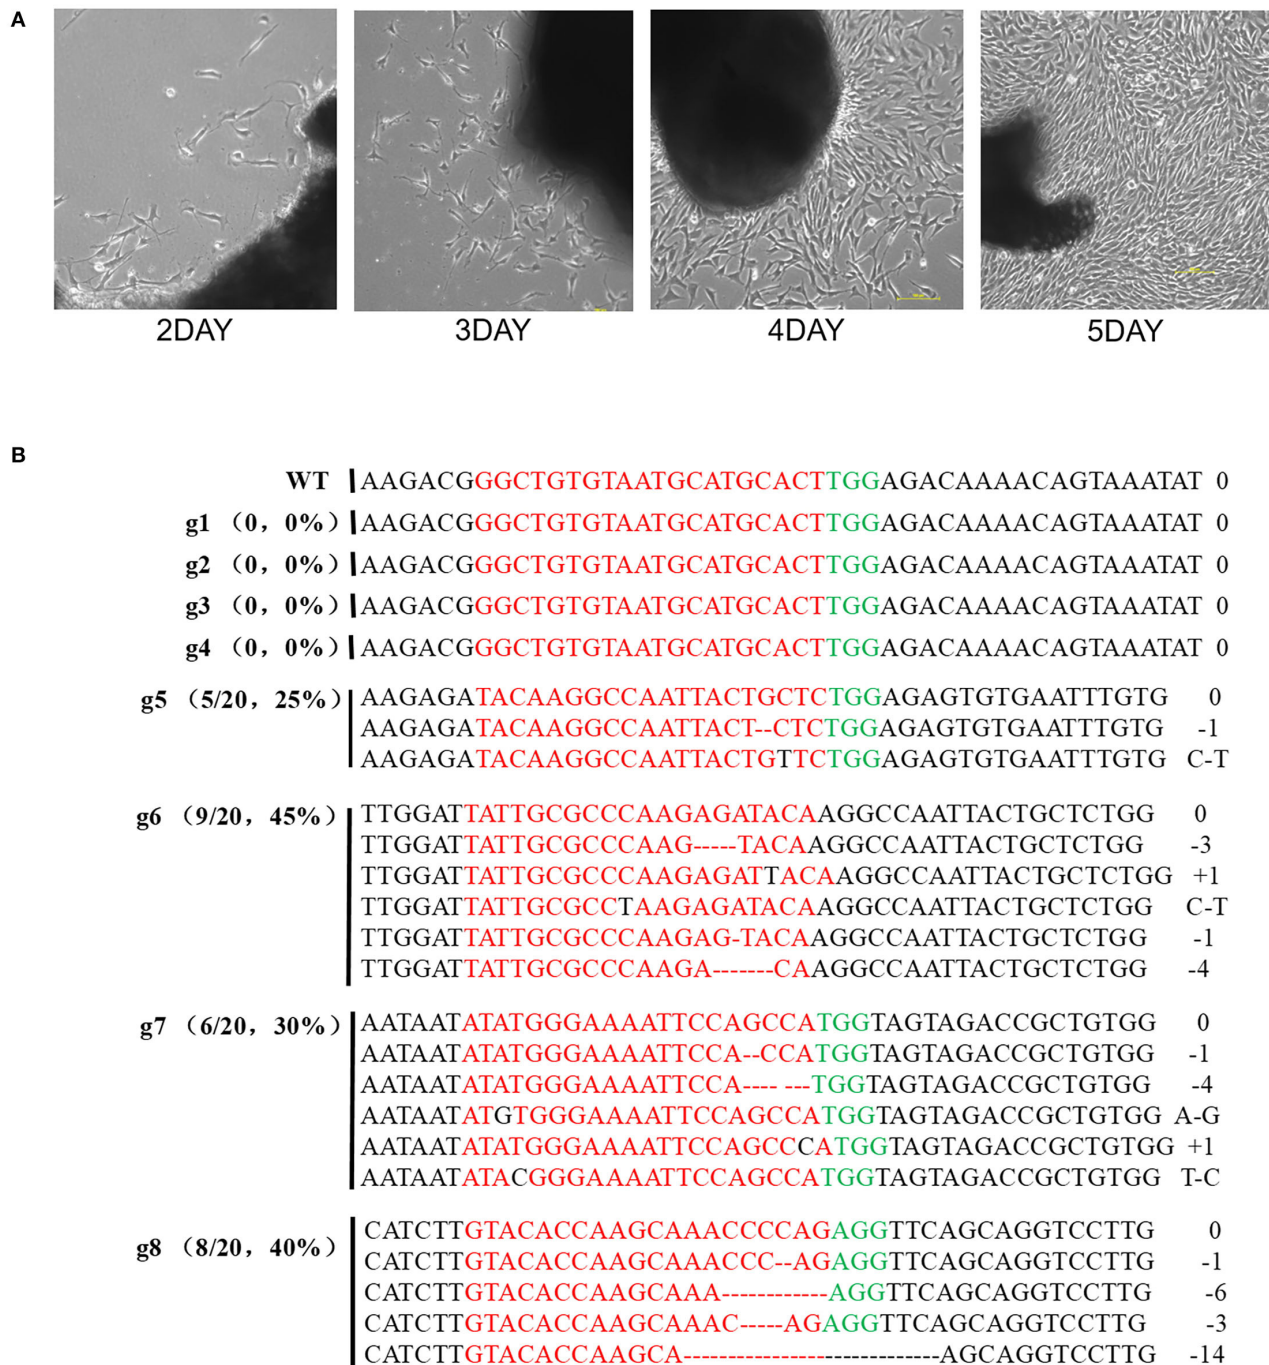 A
2DAY 3DAY 4DAY 5DAY
B
WT AAGACGGGCTGTGTAATGCATGCACTTGGAGACAAAACAGTAAATAT 0
g1 （0，0%） AAGACGGGCTGTGTAATGCATGCACTTGGAGACAAAACAGTAAATAT 0
g2 （0，0%） AAGACGGGCTGTGTAATGCATGCACTTGGAGACAAAACAGTAAATAT 0
g3 （0，0%） AAGACGGGCTGTGTAATGCATGCACTTGGAGACAAAACAGTAAATAT 0
g4 （0，0%） AAGACGGGCTGTGTAATGCATGCACTTGGAGACAAAACAGTAAATAT 0
g5 （5/20，25%） AAGAGATACAAGGCCAATTACTGCTCTGGAGAGTGTGAATTTGTG 0
AAGAGATACAAGGCCAATTACT--CTCTGGAGAGTGTGAATTTGTG -1
AAGAGATACAAGGCCAATTACTGTTCTGGAGAGTGTGAATTTGTG C-T
g6 （9/20，45%） TTGGATTATTGCGCCCAAGAGATACAAGGCCAATTACTGCTCTGG 0
TTGGATTATTGCGCCCAAG-----TACAAGGCCAATTACTGCTCTGG -3
TTGGATTATTGCGCCCAAGAGATTACAAGGCCAATTACTGCTCTGG +1
TTGGATTATTGCGCCTAAGAGATACAAGGCCAATTACTGCTCTGG C-T
TTGGATTATTGCGCCCAAGAG-TACAAGGCCAATTACTGCTCTGG -1
TTGGATTATTGCGCCCAAGA-------CAAGGCCAATTACTGCTCTGG -4
g7 （6/20，30%） AATAATATATGGGAAAATTCCAGCCATGGTAGTAGACCGCTGTGG 0
AATAATATATGGGAAAATTCCA--CCATGGTAGTAGACCGCTGTGG -1
AATAATATATGGGAAAATTCCA---- ---TGGTAGTAGACCGCTGTGG -4
AATAATATGTGGGAAAATTCCAGCCATGGTAGTAGACCGCTGTGG A-G
AATAATATATGGGAAAATTCCAGCCCATGGTAGTAGACCGCTGTGG +1
AATAATATACGGGAAAATTCCAGCCATGGTAGTAGACCGCTGTGG T-C
g8 （8/20，40%） CATCTTGTACACCAAGCAAACCCCAGAGGTTCAGCAGGTCCTTG 0
CATCTTGTACACCAAGCAAACCC--AGAGGTTCAGCAGGTCCTTG -1
CATCTTGTACACCAAGCAAA------------AGGTTCAGCAGGTCCTTG -6
CATCTTGTACACCAAGCAAAC-----AGAGGTTCAGCAGGTCCTTG -3
CATCTTGTACACCAAGCA-----------------------------AGCAGGTCCTTG -14